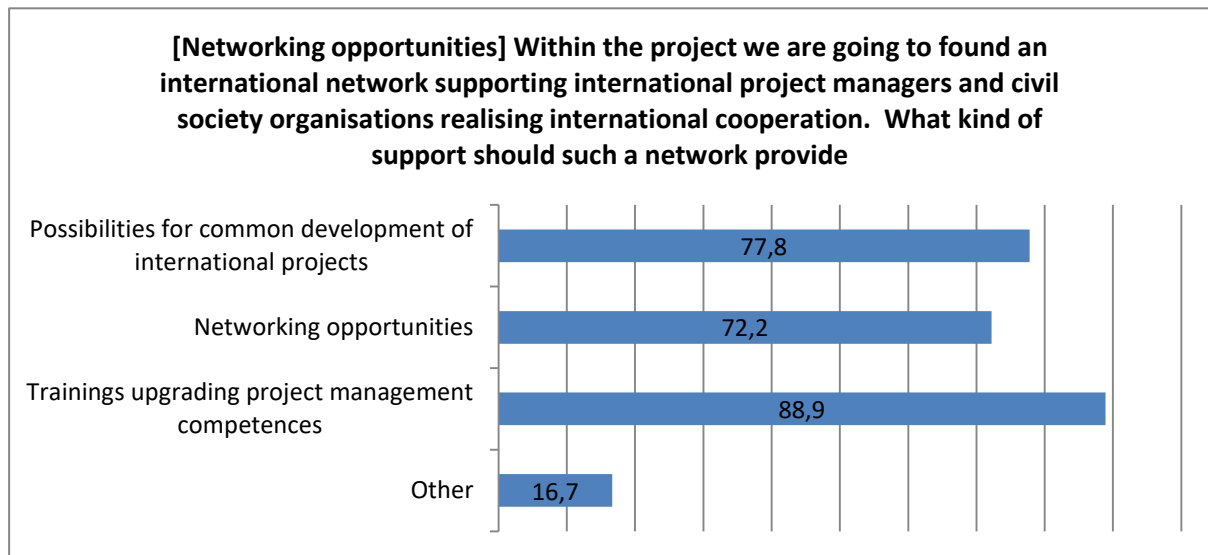 [Networking opportunities] Within the project we are going to found an
international network supporting international project managers and civil
society organisations realising international cooperation.  What kind of
support should such a network provide
Possibilities for common development of
international projects
77,8
Networking opportunities
72,2
Trainings upgrading project management
competences
88,9
Other
16,7